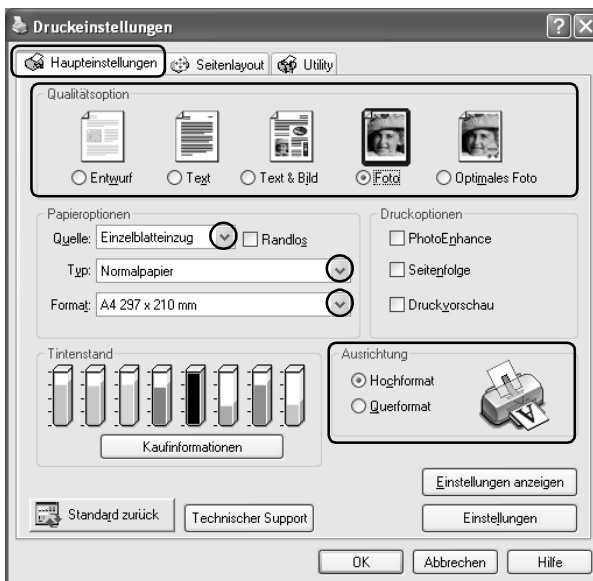 Druckeinstellungen
Haupteinstellungen Seitenlayout Utility
Qualitätsoption
Entwurf Text Text & Bild Foto Optimales Foto
Papieroptionen
Quelle: Einzelblatteinzug Randlos
Typ: Normalpapier
Format: A4 297 x 210 mm
Druckoptionen
PhotoEnhance
Seitenfolge
Druckvorschau
Tintenstand
Kaufinformationen
Ausrichtung
Hochformat
Querformat
A
Einstellungen anzeigen
Standard zurück Technischer Support Einstellungen
OK Abbrechen Hilfe